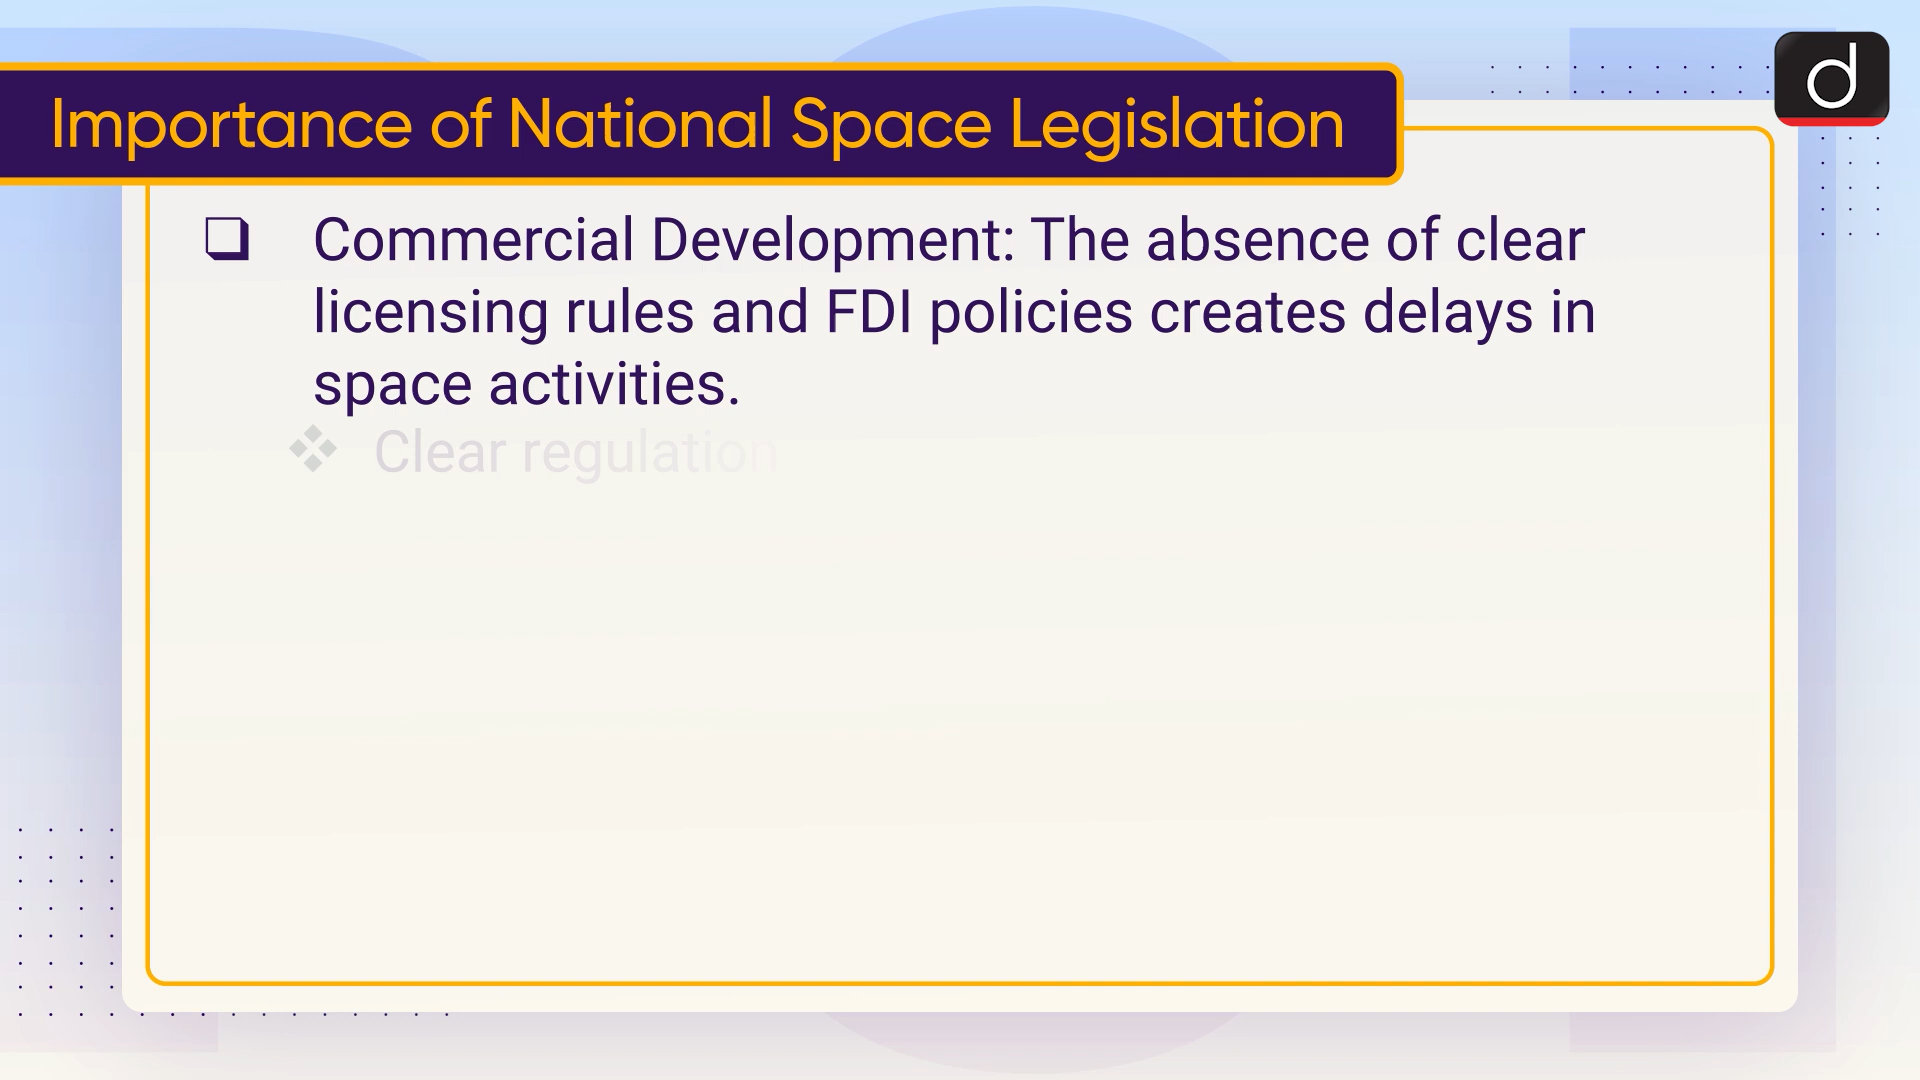 Importance of National Space Legislation
d
❑ Commercial Development: The absence of clear
licensing rules and FDI policies creates delays in
space activities.
❖ Clear regulation